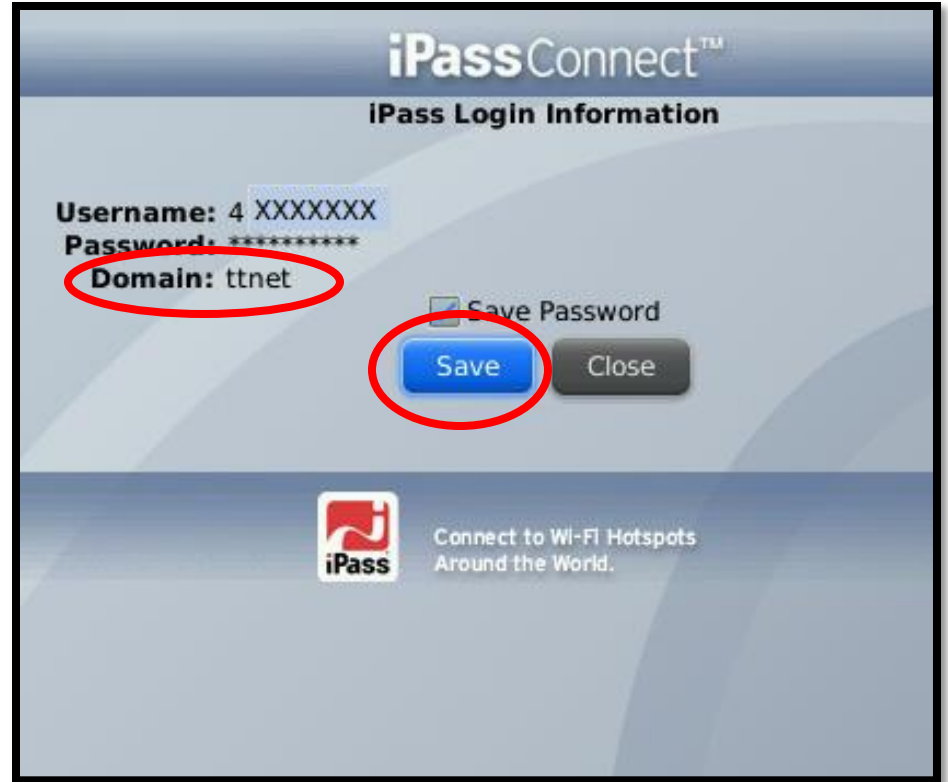 iPassConnect™
iPass Login Information
Username: 4 XXXXXXX
Password: **********
Domain: ttnet
Save Password
Save Close
iPass
Connect to Wi-Fi Hotspots
Around the World.